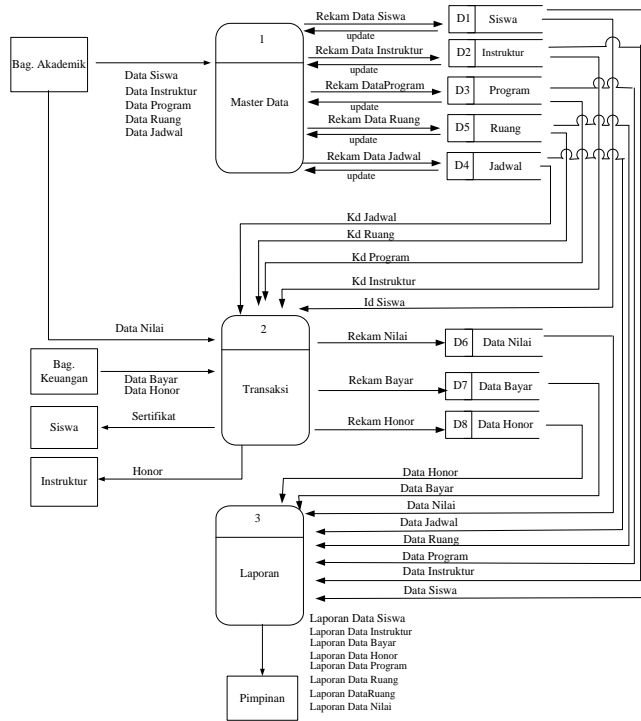 Bag. Akademik
Data Siswa
Data Instruktur
Data Program
Data Ruang
Data Jadwal
1
Master Data
Rekam Data Siswa
update
Rekam Data Instruktur
update
Rekam DataProgram
update
Rekam Data Ruang
update
Rekam Data Jadwal
update
D1 Siswa
D2 Instruktur
D3 Program
D5 Ruang
D4 Jadwal
Kd Jadwal
Kd Ruang
Kd Program
Kd Instruktur
Id Siswa
Data Nilai
Bag.
Keuangan
Data Bayar
Data Honor
2
Transaksi
Siswa
Sertifikat
Instruktur
Honor
Rekam Nilai
Rekam Bayar
Rekam Honor
D6 Data Nilai
D7 Data Bayar
D8 Data Honor
Data Honor
Data Bayar
Data Nilai
Data Jadwal
Data Ruang
Data Program
Data Instruktur
Data Siswa
3
Laporan
Laporan Data Siswa
Laporan Data Instruktur
Laporan Data Bayar
Laporan Data Honor
Laporan Data Program
Laporan Data Ruang
Laporan DataRuang
Laporan Data Nilai
Pimpinan